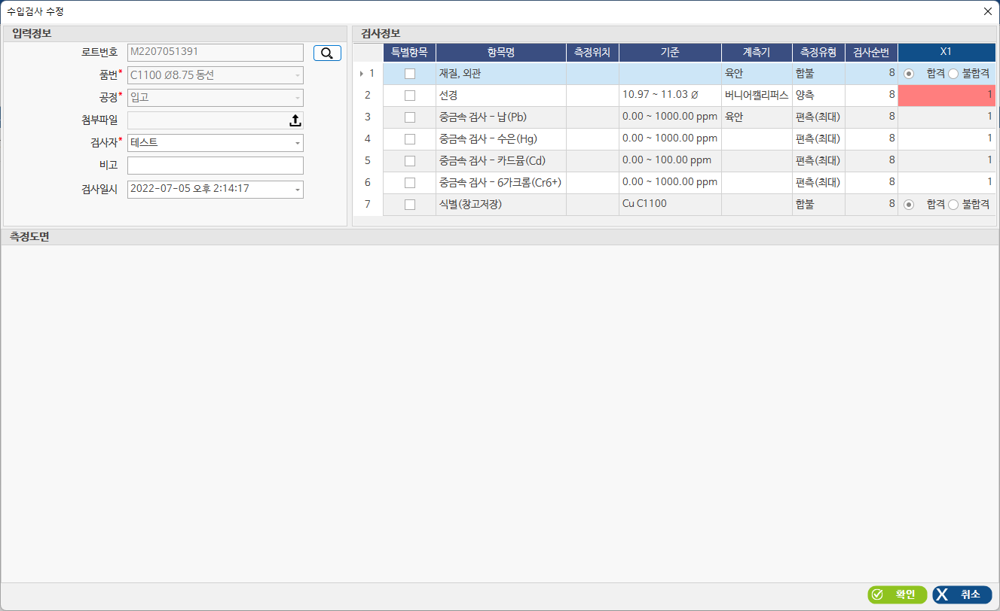 수입검사 수정
입력정보
로트번호 M2207051391
품번* C1100 Ø8.75 동선
공정* 입고
첨부파일
검사자* 테스트
비고
검사일시 2022-07-05 오후 2:14:17
검사정보
특별항목 항목명 측정위치 기준 계측기 측정유형 검사순번 X1
1 재질, 외관 육안 합불 8 합격 불합격
2 선경 10.97 ~ 11.03 Ø 버니어캘리퍼스 양측 8 1
3 중금속 검사 - 납(Pb) 0.00 ~ 1000.00 ppm 육안 편측(최대) 8 1
4 중금속 검사 - 수은(Hg) 0.00 ~ 1000.00 ppm 편측(최대) 8 1
5 중금속 검사 - 카드뮴(Cd) 0.00 ~ 100.00 ppm 편측(최대) 8 1
6 중금속 검사 - 6가크롬(Cr6+) 0.00 ~ 1000.00 ppm 편측(최대) 8 1
7 식별(창고저장) Cu C1100 합불 8 합격 불합격
측정도면
확인 취소